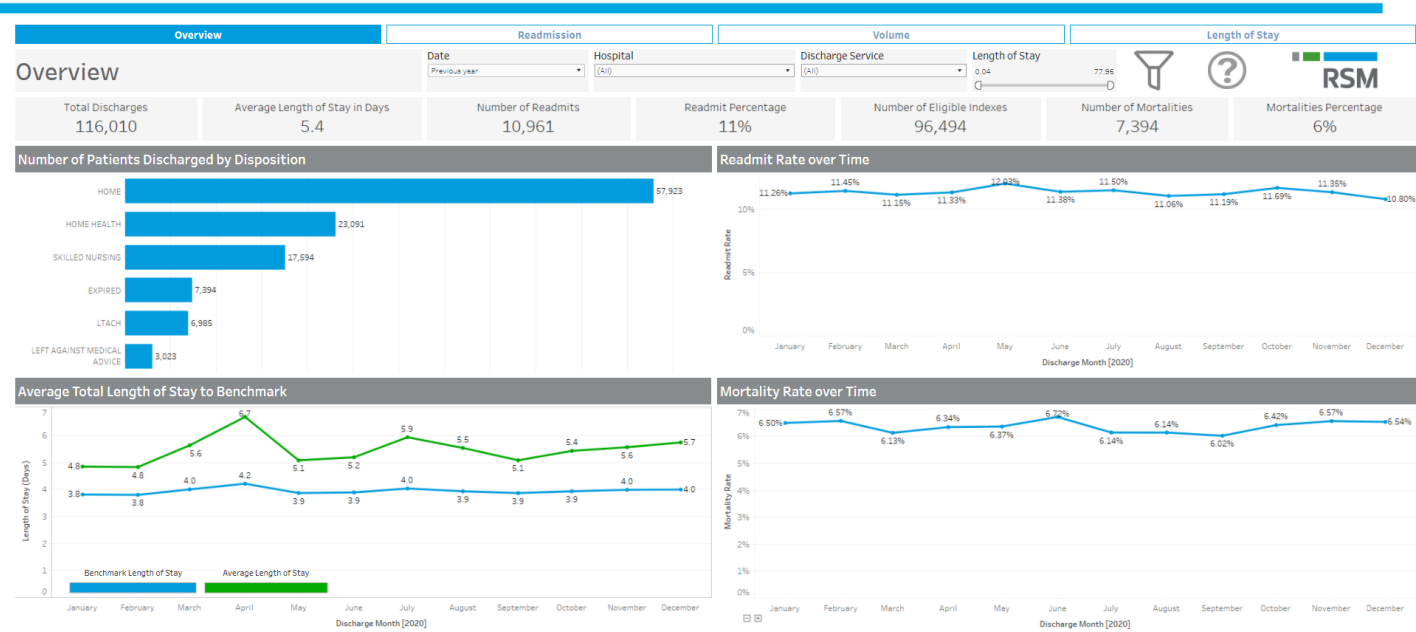 Overview
Readmission
Volume
Length of Stay
Overview
Date
Previous year
Hospital
(All)
Discharge Service
(All)
Length of Stay
0.04
77.96
?
RSM
Total Discharges
116,010
Average Length of Stay in Days
5.4
Number of Readmits
10,961
Readmit Percentage
11%
Number of Eligible Indexes
96,494
Number of Mortalities
7,394
Mortalities Percentage
6%
Number of Patients Discharged by Disposition
HOME
57,923
HOME HEALTH
23,091
SKILLED NURSING
17,594
EXPIRED
7,394
LTACH
6,985
LEFT AGAINST MEDICAL
ADVICE
3,023
Readmit Rate over Time
Readmit Rate
10%
5%
0%
11.26%
11.45%
11.15%
11.33%
12.03%
11.38%
11.50%
11.06%
11.19%
11.69%
11.35%
10.80%
January February March April May June July August September October November December
Discharge Month [2020]
Average Total Length of Stay to Benchmark
Length of Stay (Days)
7
6
5
4
3
2
1
0
4.8
4.8
5.6
6.7
5.1
5.2
5.9
5.5
5.1
5.4
5.6
5.7
3.8
3.8
4.0
4.2
3.9
3.9
4.0
3.9
3.9
3.9
4.0
4.0
Benchmark Length of Stay
Average Length of Stay
January February March April May June July August September October November December
Discharge Month [2020]
Mortality Rate over Time
Mortality Rate
7%
6%
5%
4%
3%
2%
1%
0%
6.50%
6.57%
6.13%
6.34%
6.37%
6.72%
6.14%
6.14%
6.02%
6.42%
6.57%
6.54%
January February March April May June July August September October November December
Discharge Month [2020]